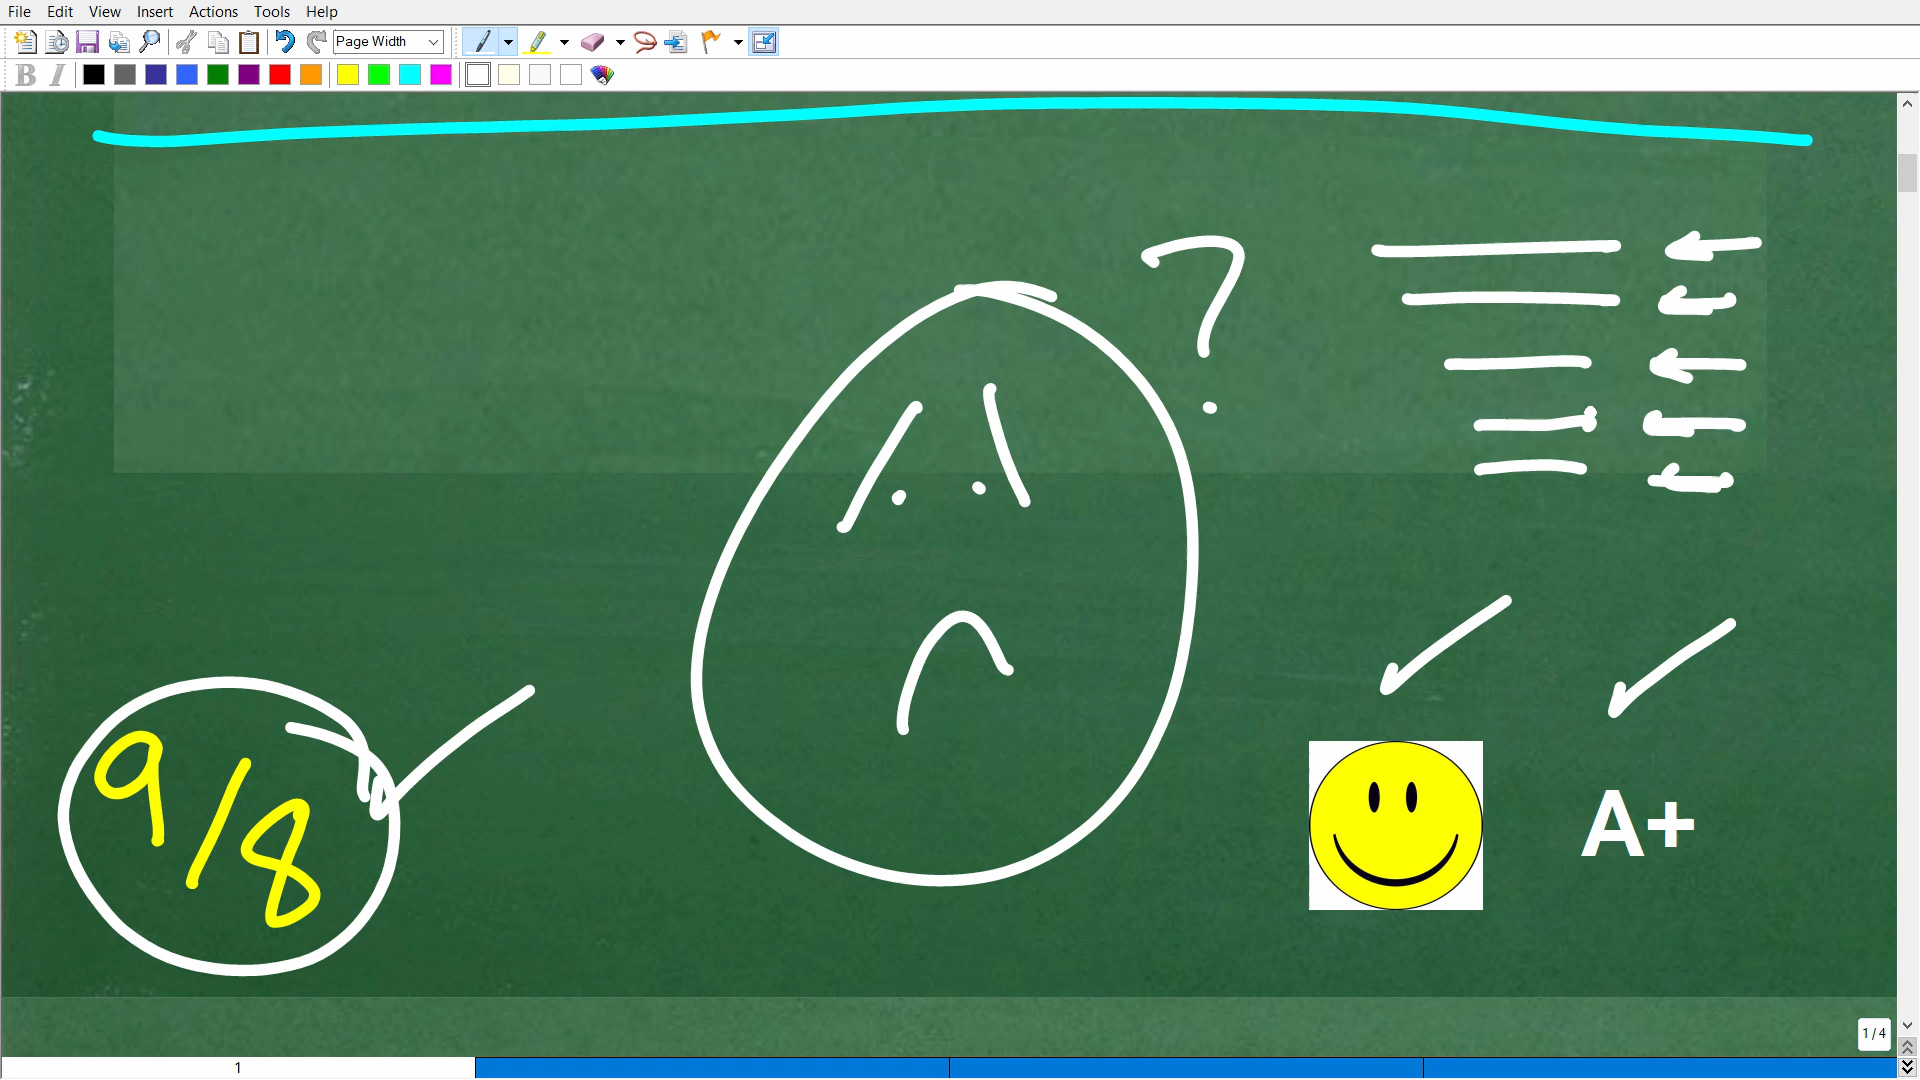 File Edit View Insert Actions Tools Help
Page Width
B I
?
9/8
A+
1 / 4
1